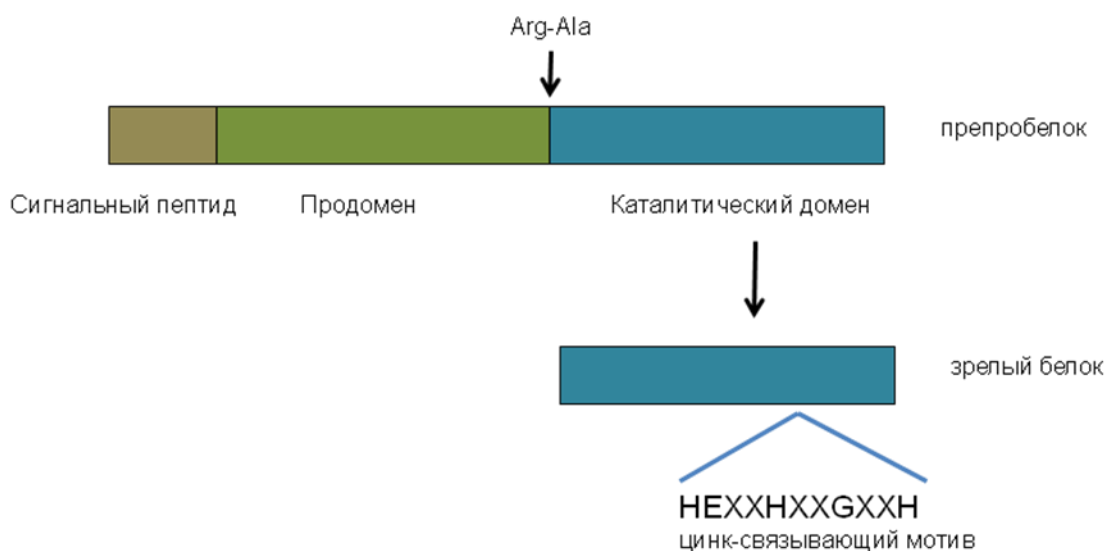 Arg-Ala
препробелок
Сигнальный пептид
Продомен
Каталитический домен
зрелый белок
HEXXHXXGXXH
цинк-связывающий мотив